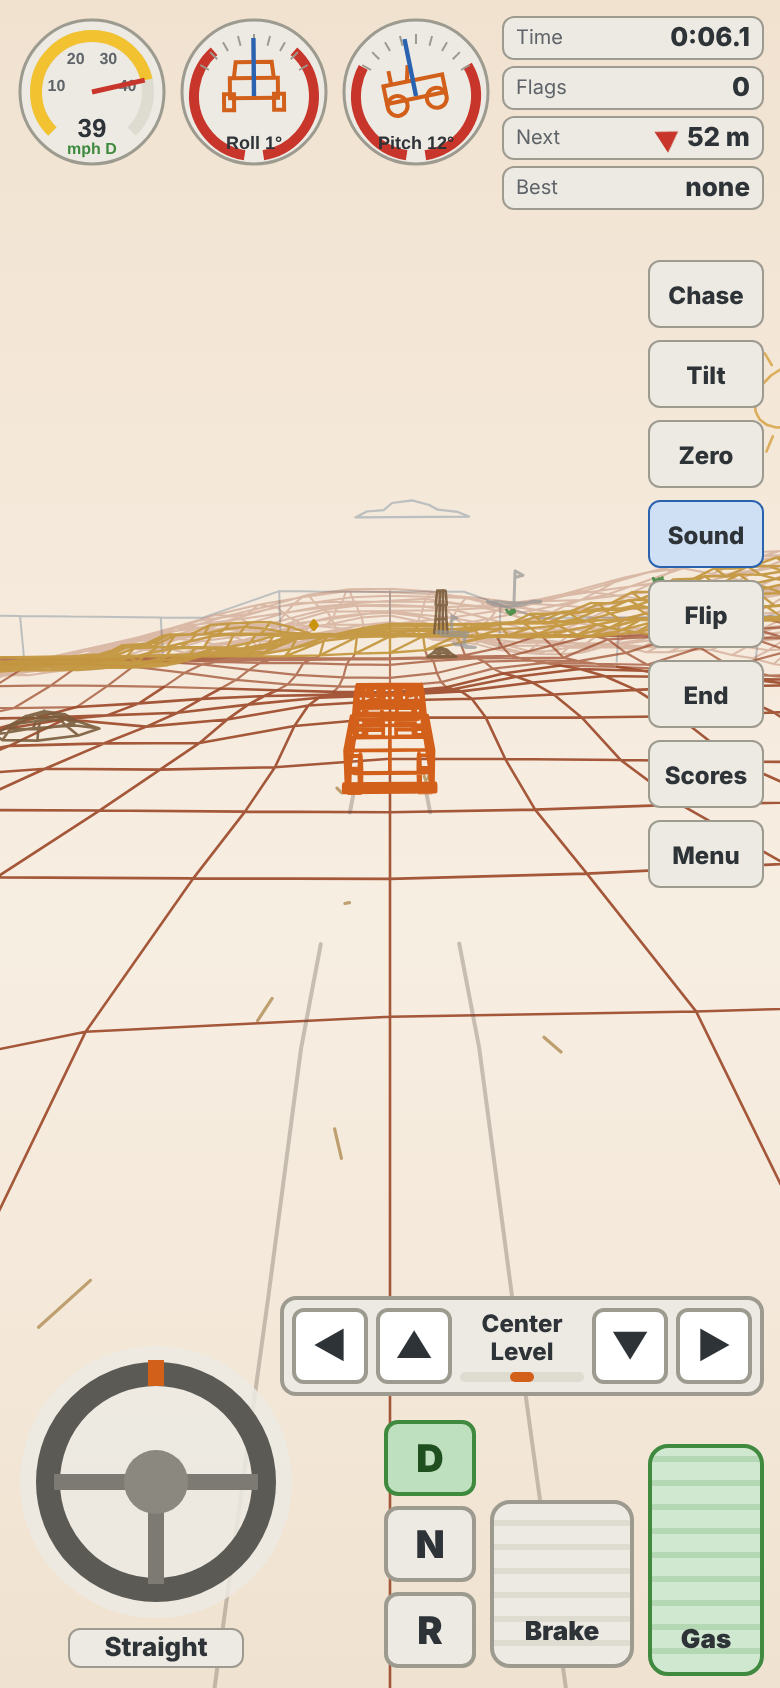 20 30
10 40
39
mph D
Roll 1°
Pitch 12°
Time 0:06.1
Flags 0
Next 52 m
Best none
Chase
Tilt
Zero
Sound
Flip
End
Scores
Menu
Center
Level
D
N
R
Brake
Gas
Straight